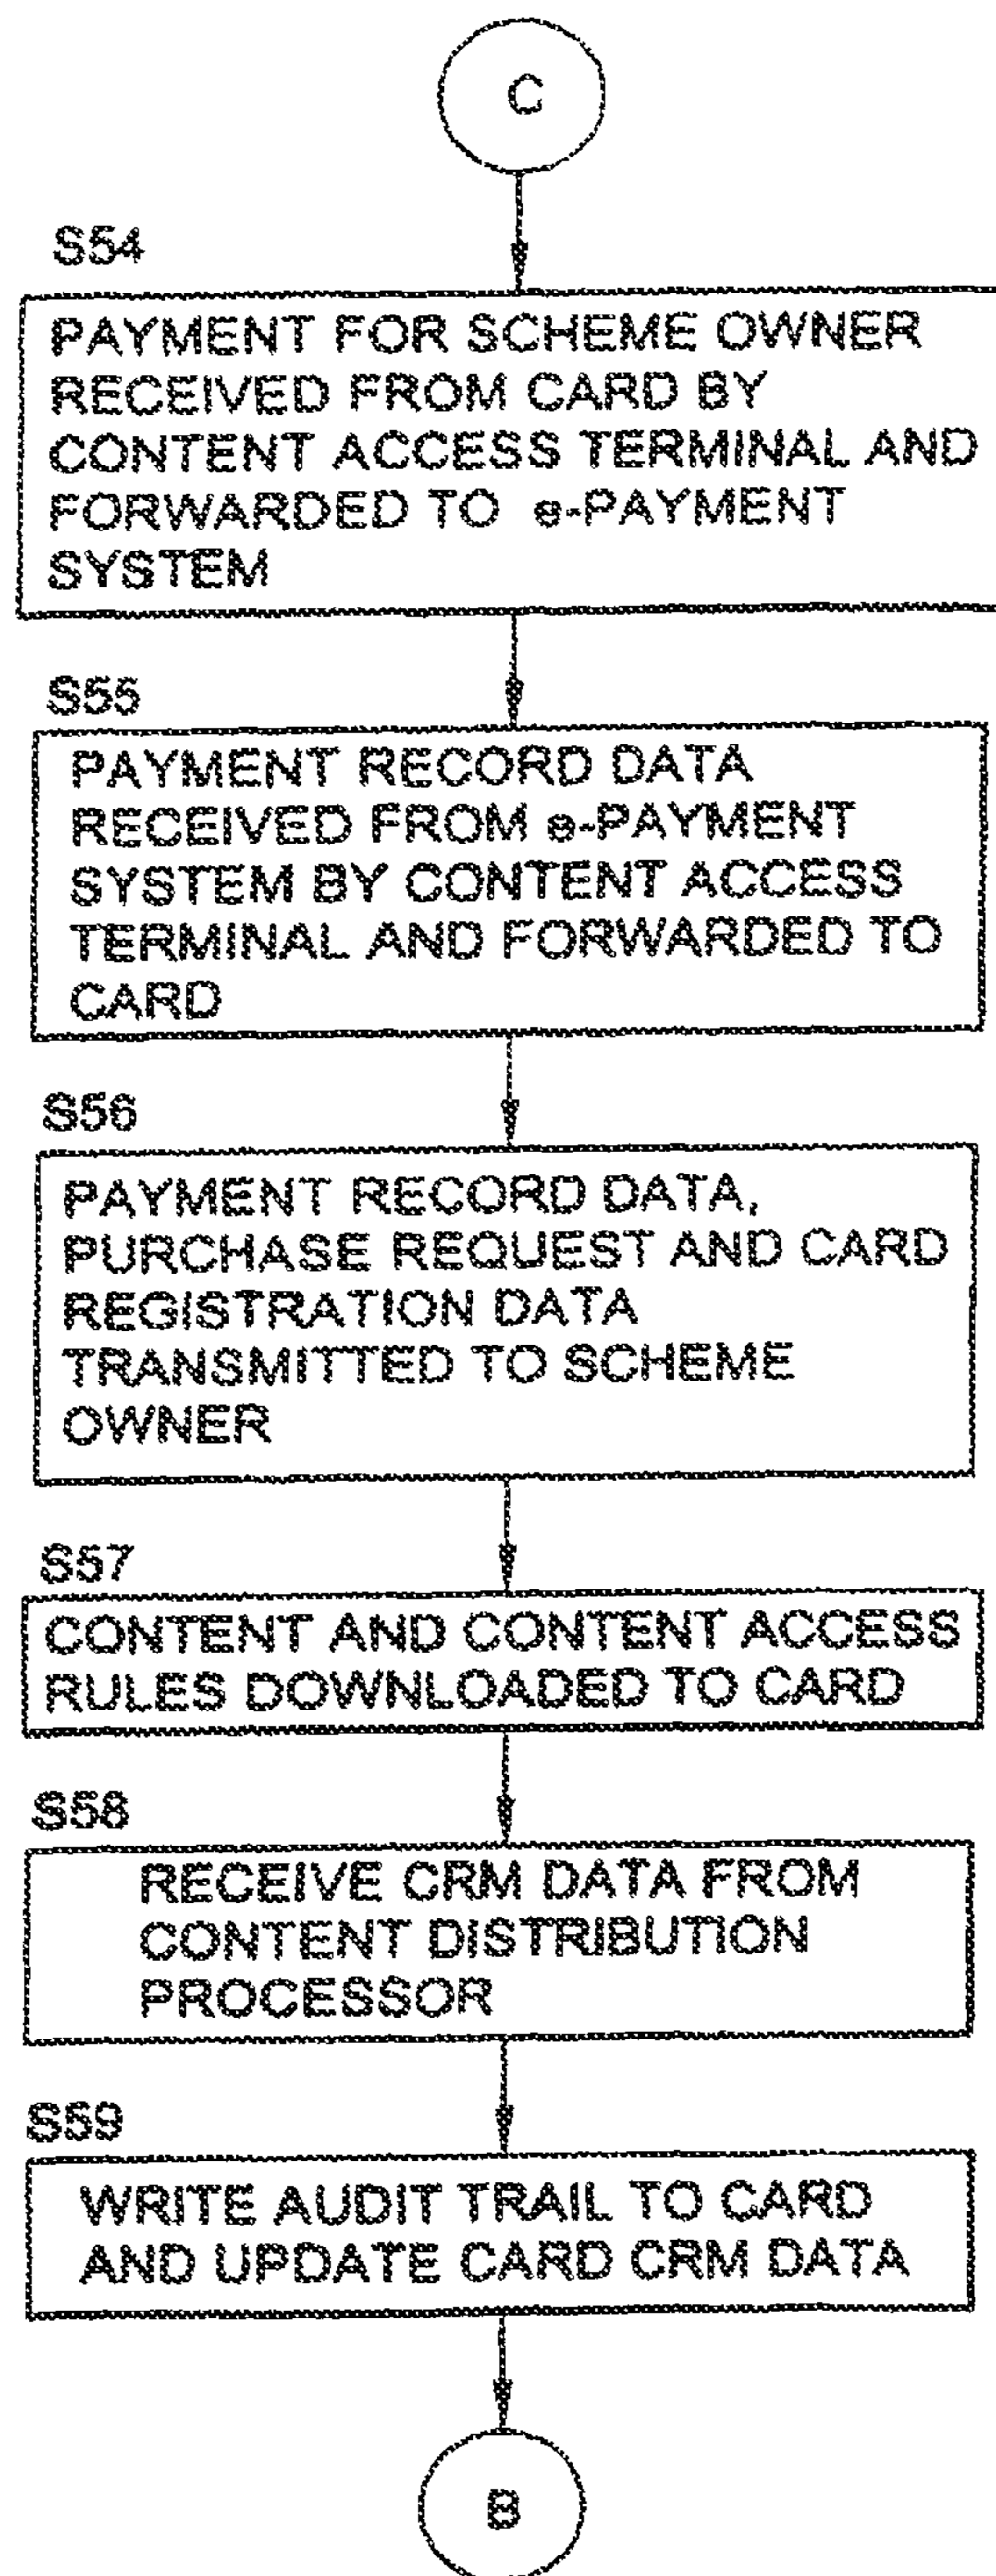 C
S54
PAYMENT FOR SCHEME OWNER
RECEIVED FROM CARD BY
CONTENT ACCESS TERMINAL AND
FORWARDED TO e-PAYMENT
SYSTEM
S55
PAYMENT RECORD DATA
RECEIVED FROM e-PAYMENT
SYSTEM BY CONTENT ACCESS
TERMINAL AND FORWARDED TO
CARD
S56
PAYMENT RECORD DATA,
PURCHASE REQUEST AND CARD
REGISTRATION DATA
TRANSMITTED TO SCHEME
OWNER
S57
CONTENT AND CONTENT ACCESS
RULES DOWNLOADED TO CARD
S58
RECEIVE CRM DATA FROM
CONTENT DISTRIBUTION
PROCESSOR
S59
WRITE AUDIT TRAIL TO CARD
AND UPDATE CARD CRM DATA
B